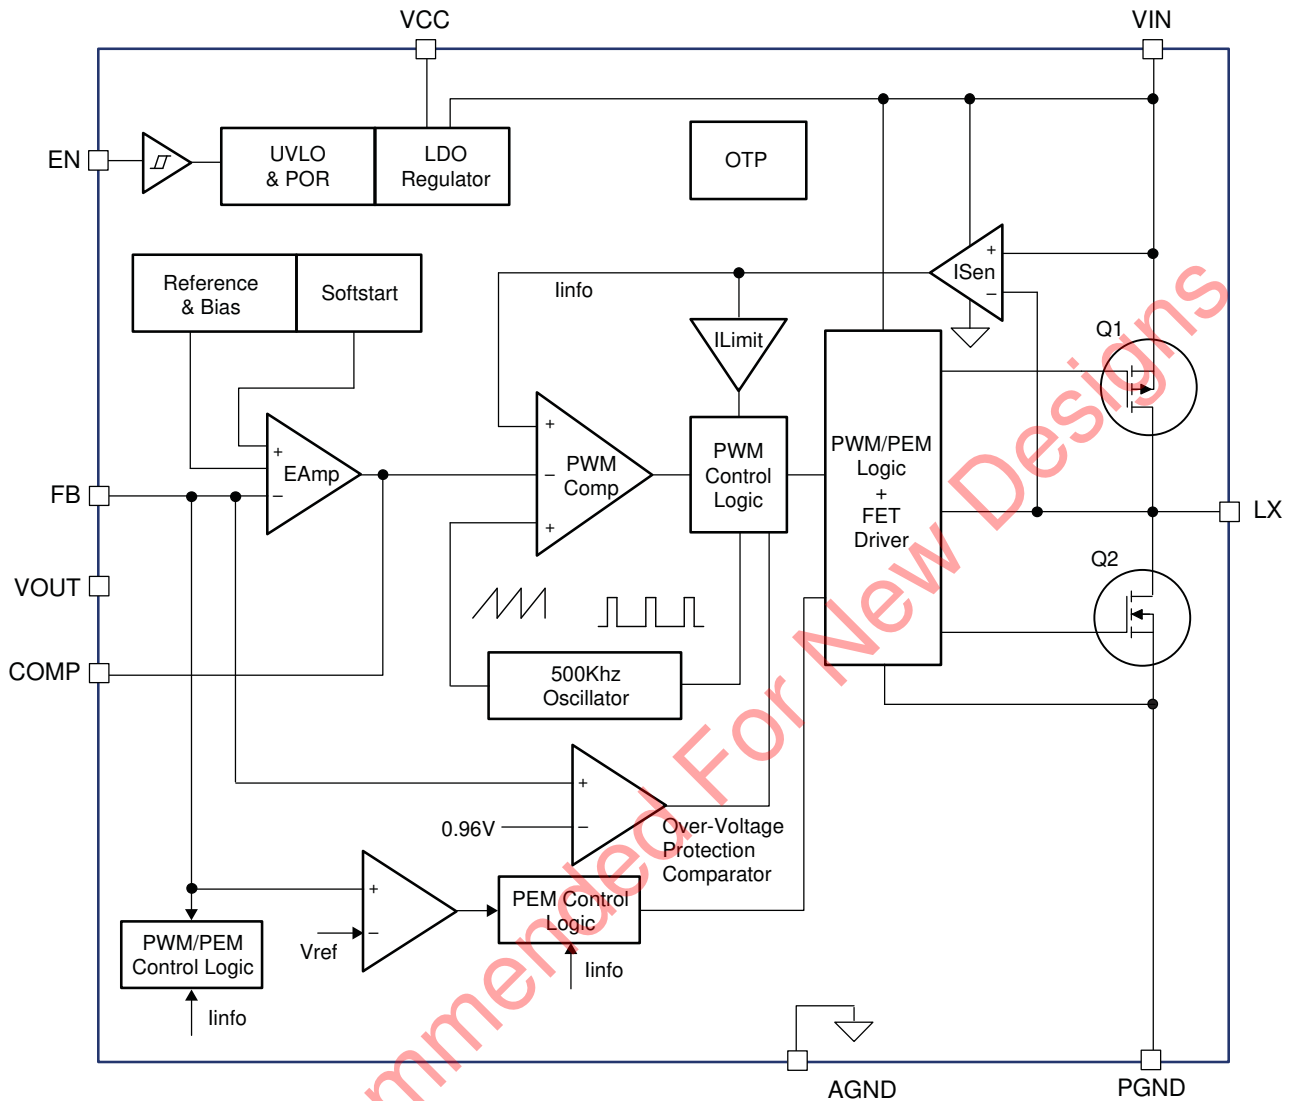 VCC
VIN
EN
UVLO
& POR
LDO
Regulator
OTP
Reference
& Bias
Softstart
Iinfo
ISen
+
−
ILimit
Q1
EAmp
+
−
PWM
Comp
+
−
+
PWM
Control
Logic
PWM/PEM
Logic
+
FET
Driver
FB
LX
VOUT
Q2
COMP
500Khz
Oscillator
+
−
0.96V
Over-Voltage
Protection
Comparator
+
−
Vref
PEM Control
Logic
Iinfo
PWM/PEM
Control Logic
Iinfo
AGND
PGND
mmended For New Designs